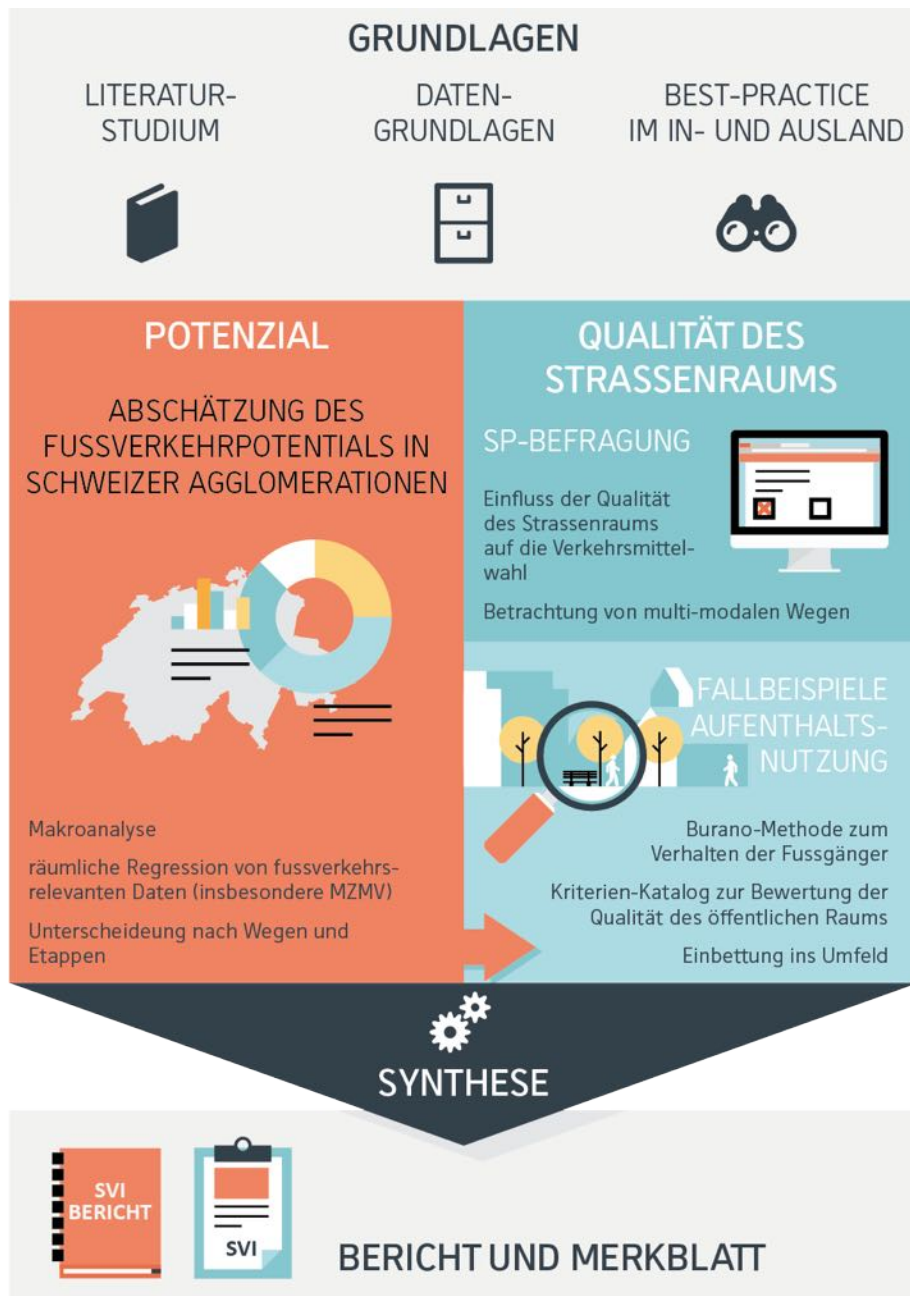 GRUNDLAGEN
LITERATUR-
STUDIUM
DATEN-
GRUNDLAGEN
BEST-PRACTICE
IM IN- UND AUSLAND
POTENZIAL
ABSCHÄTZUNG DES
FUSSVERKEHRPOTENTIALS IN
SCHWEIZER AGGLOMERATIONEN
Makroanalyse
räumliche Regression von fussverkehrs-
relevanten Daten (insbesondere MZMV)
Unterscheideung nach Wegen und
Etappen
QUALITÄT DES
STRASSENRAUMS
SP-BEFRAGUNG
Einfluss der Qualität
des Strassenraums
auf die Verkehrsmittel-
wahl
Betrachtung von multi-modalen Wegen
FALLBEISPIELE
AUFENTHALTS-
NUTZUNG
Burano-Methode zum
Verhalten der Fussgänger
Kriterien-Katalog zur Bewertung der
Qualität des öffentlichen Raums
Einbettung ins Umfeld
SYNTHESE
SVI
BERICHT
SVI
BERICHT UND MERKBLATT